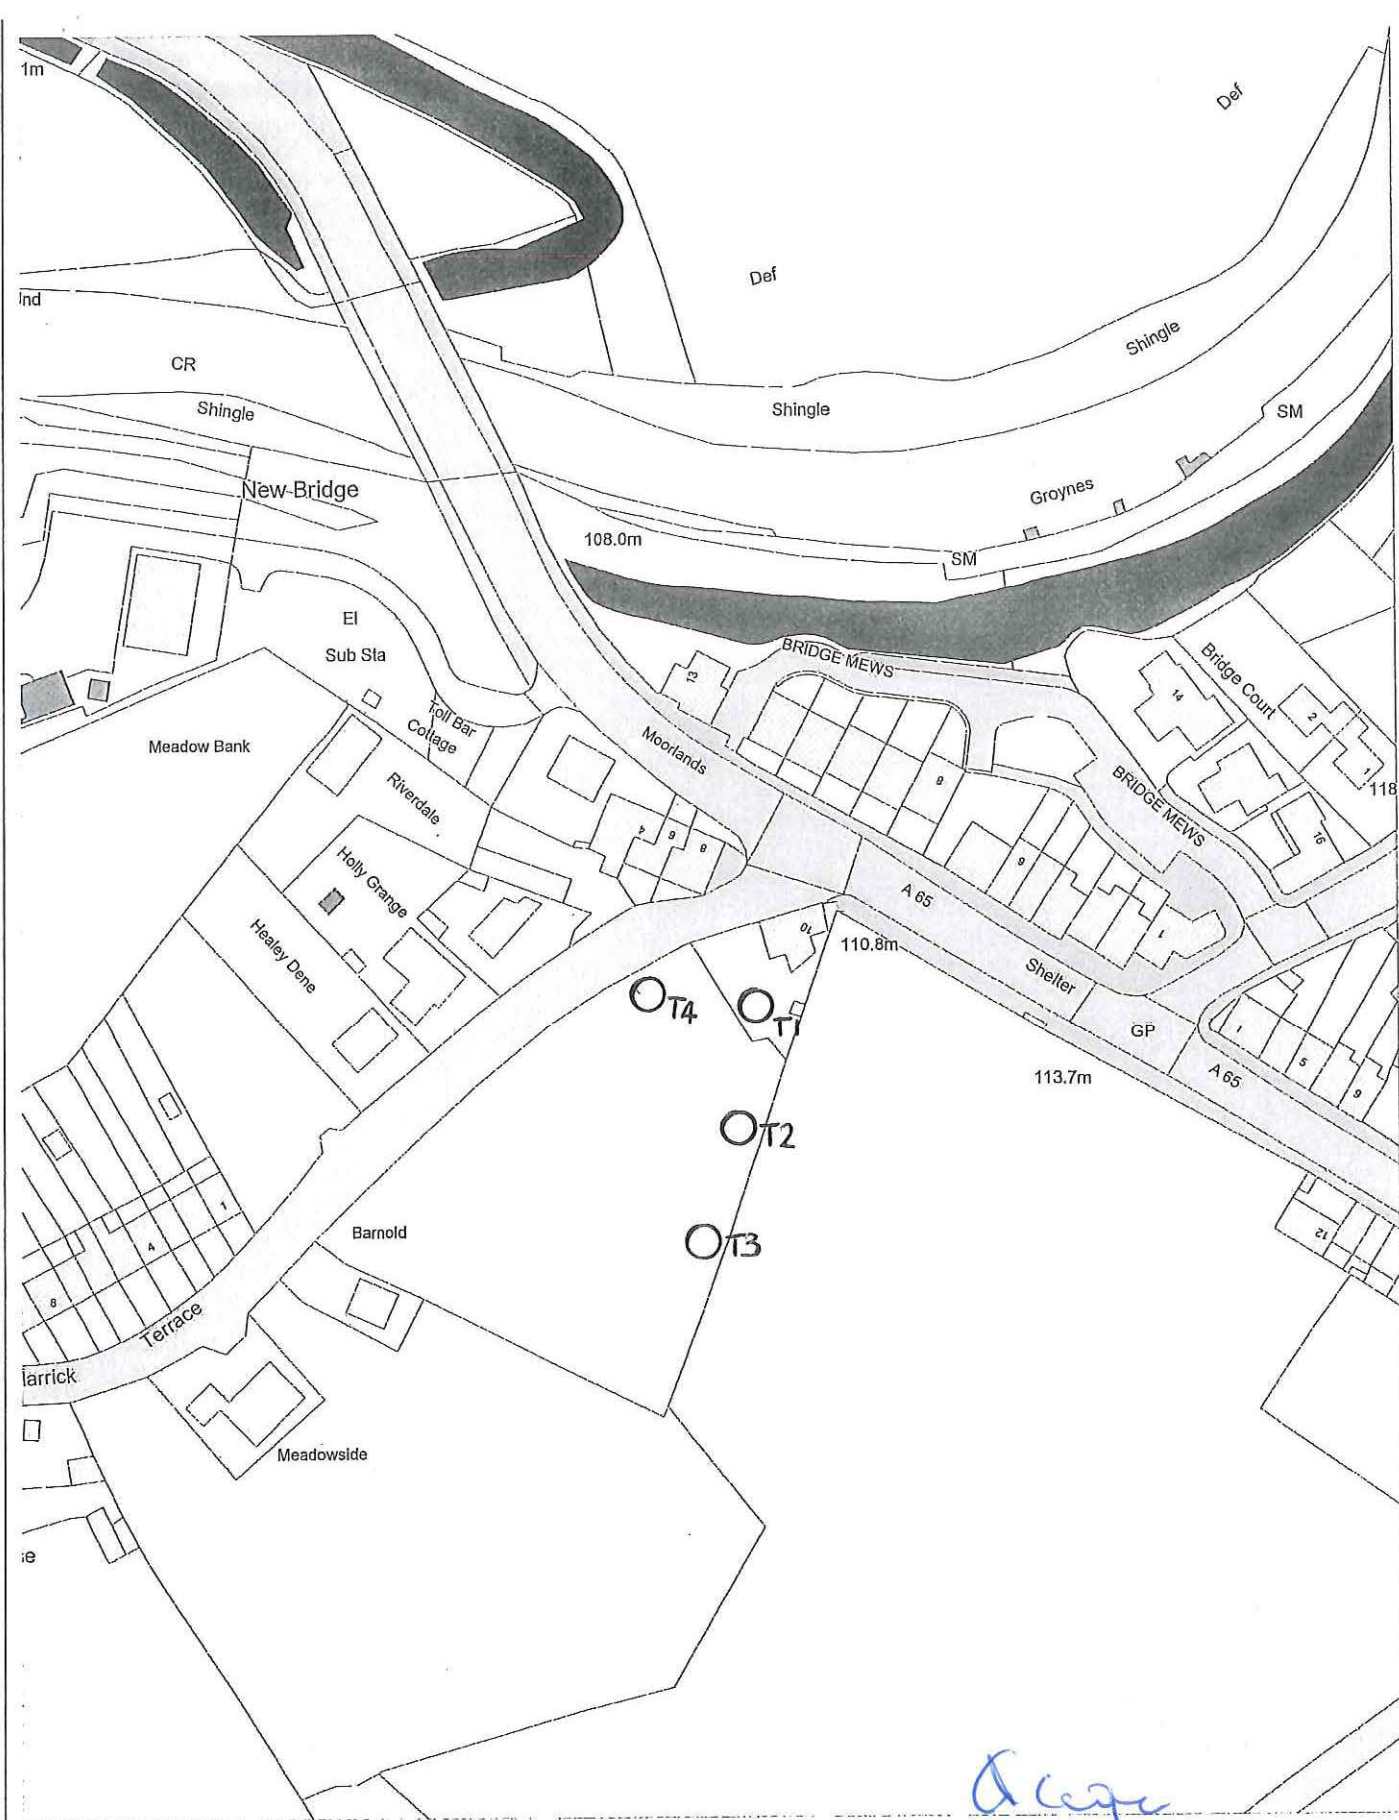 1m
Def
Def
Shingle
CR
Shingle
Shingle
SM
New Bridge
Groynes
108.0m
SM
El
Sub Sta
BRIDGE MEWS
Bridge Court
13
14
2
1
Toll Bar
Cottage
Meadow Bank
Moorlands
Riverdale
8
BRIDGE MEWS
118
16
4
6
8
Holly Grange
6
A 65
10
1
110.8m
Healey Dene
Shelter
T4
T1
GP
1
5
9
113.7m
A 65
T2
1
4
8
Barnold
T3
12
Terrace
Meadowside